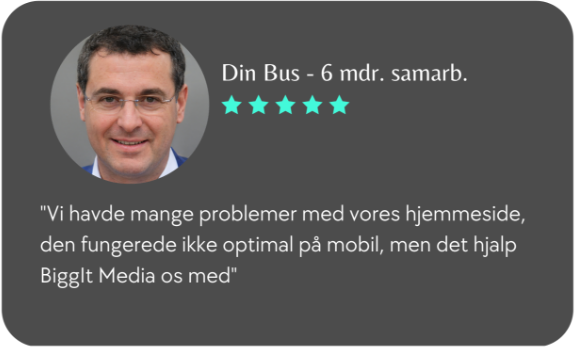 Din Bus - 6 mdr. samarb.
"Vi havde mange problemer med vores hjemmeside,
den fungerede ikke optimal på mobil, men det hjalp
BiggIt Media os med"